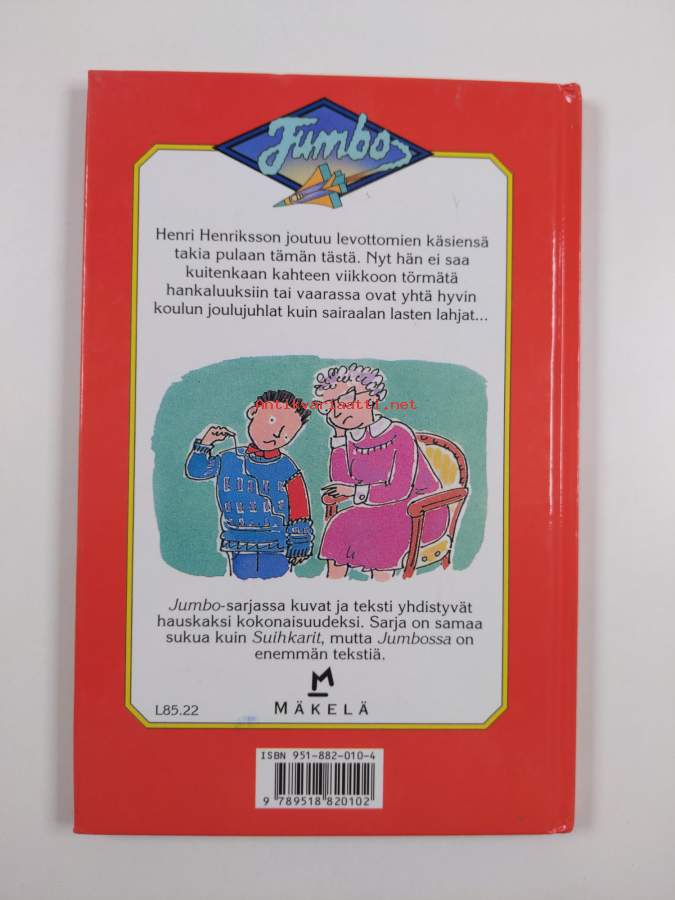 Jumbo
Henri Henriksson joutuu levottomien käsiensä
takia pulaan tämän tästä. Nyt hän ei saa
kuitenkaan kahteen viikkoon törmätä
hankaluuksiin tai vaarassa ovat yhtä hyvin
koulun joulujuhlat kuin sairaalan lasten lahjat...
Antikvariaatti.net
Jumbo-sarjassa kuvat ja teksti yhdistyvät
hauskaksi kokonaisuudeksi. Sarja on samaa
sukua kuin Suihkarit, mutta Jumbossa on
enemmän tekstiä.
M
L85.22
MÄKELÄ
ISBN 951-882-010-4
9 789518 820102